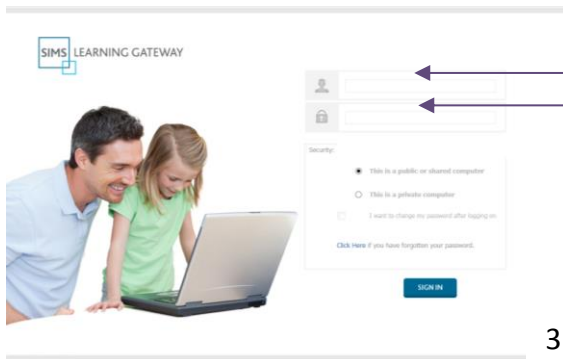 SIMS LEARNING GATEWAY
Security:
This is a public or shared computer
This is a private computer
I want to change my password after logging on
Click Here if you have forgotten your password.
SIGN IN
3